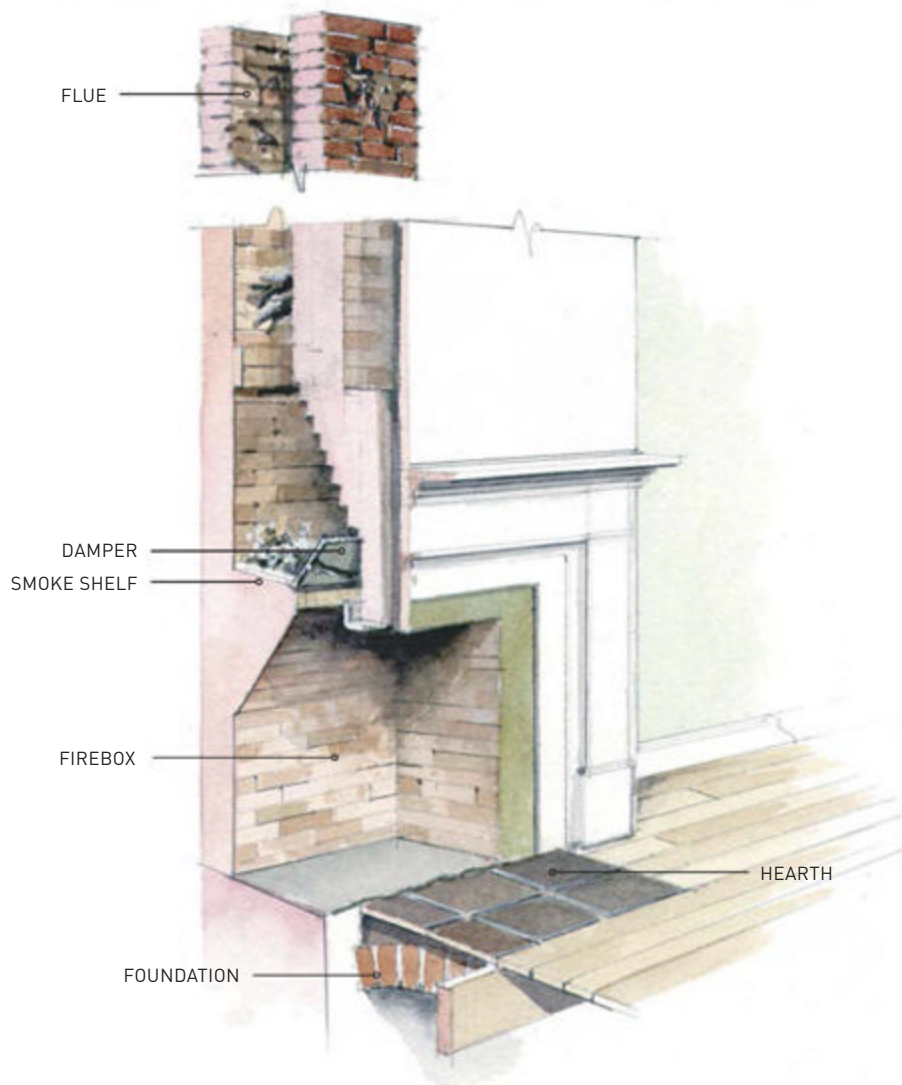 FLUE
DAMPER
SMOKE SHELF
FIREBOX
HEARTH
FOUNDATION